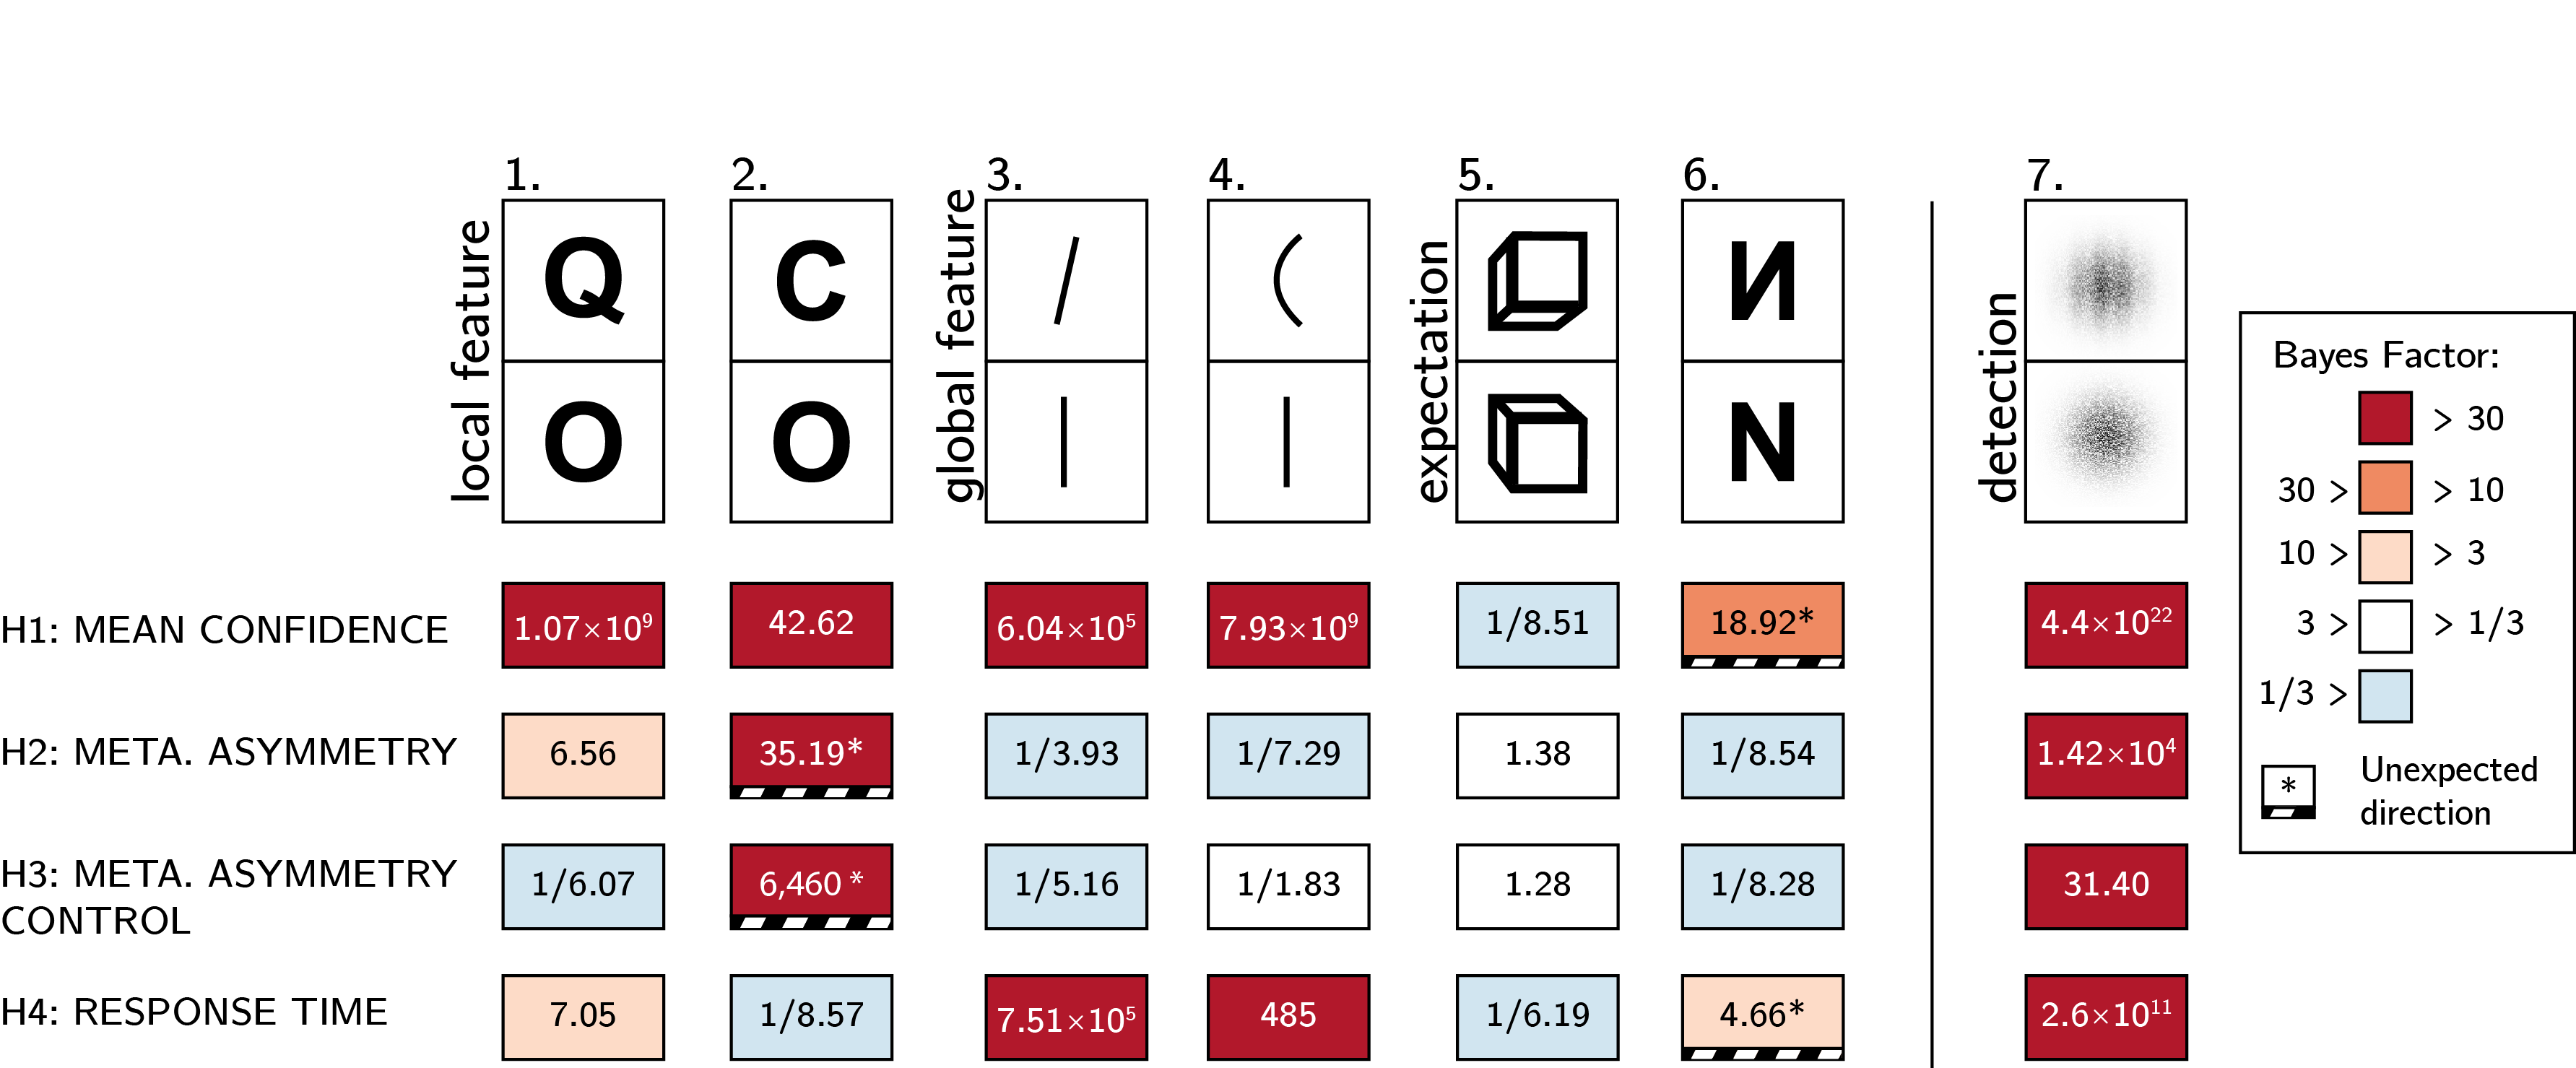 1. 2. 3. 4. 5. 6. 7.
local feature
global feature
expectation
detection
Q C / ( И
O O | | N
H1: MEAN CONFIDENCE 1.07×10⁹ 42.62 6.04×10⁵ 7.93×10⁹ 1/8.51 18.92* 4.4×10²²
H2: META. ASYMMETRY 6.56 35.19* 1/3.93 1/7.29 1.38 1/8.54 1.42×10⁴
H3: META. ASYMMETRY
CONTROL 1/6.07 6,460 * 1/5.16 1/1.83 1.28 1/8.28 31.40
H4: RESPONSE TIME 7.05 1/8.57 7.51×10⁵ 485 1/6.19 4.66* 2.6×10¹¹
Bayes Factor:
> 30
30 > > 10
10 > > 3
3 > > 1/3
1/3 >
* Unexpected
direction